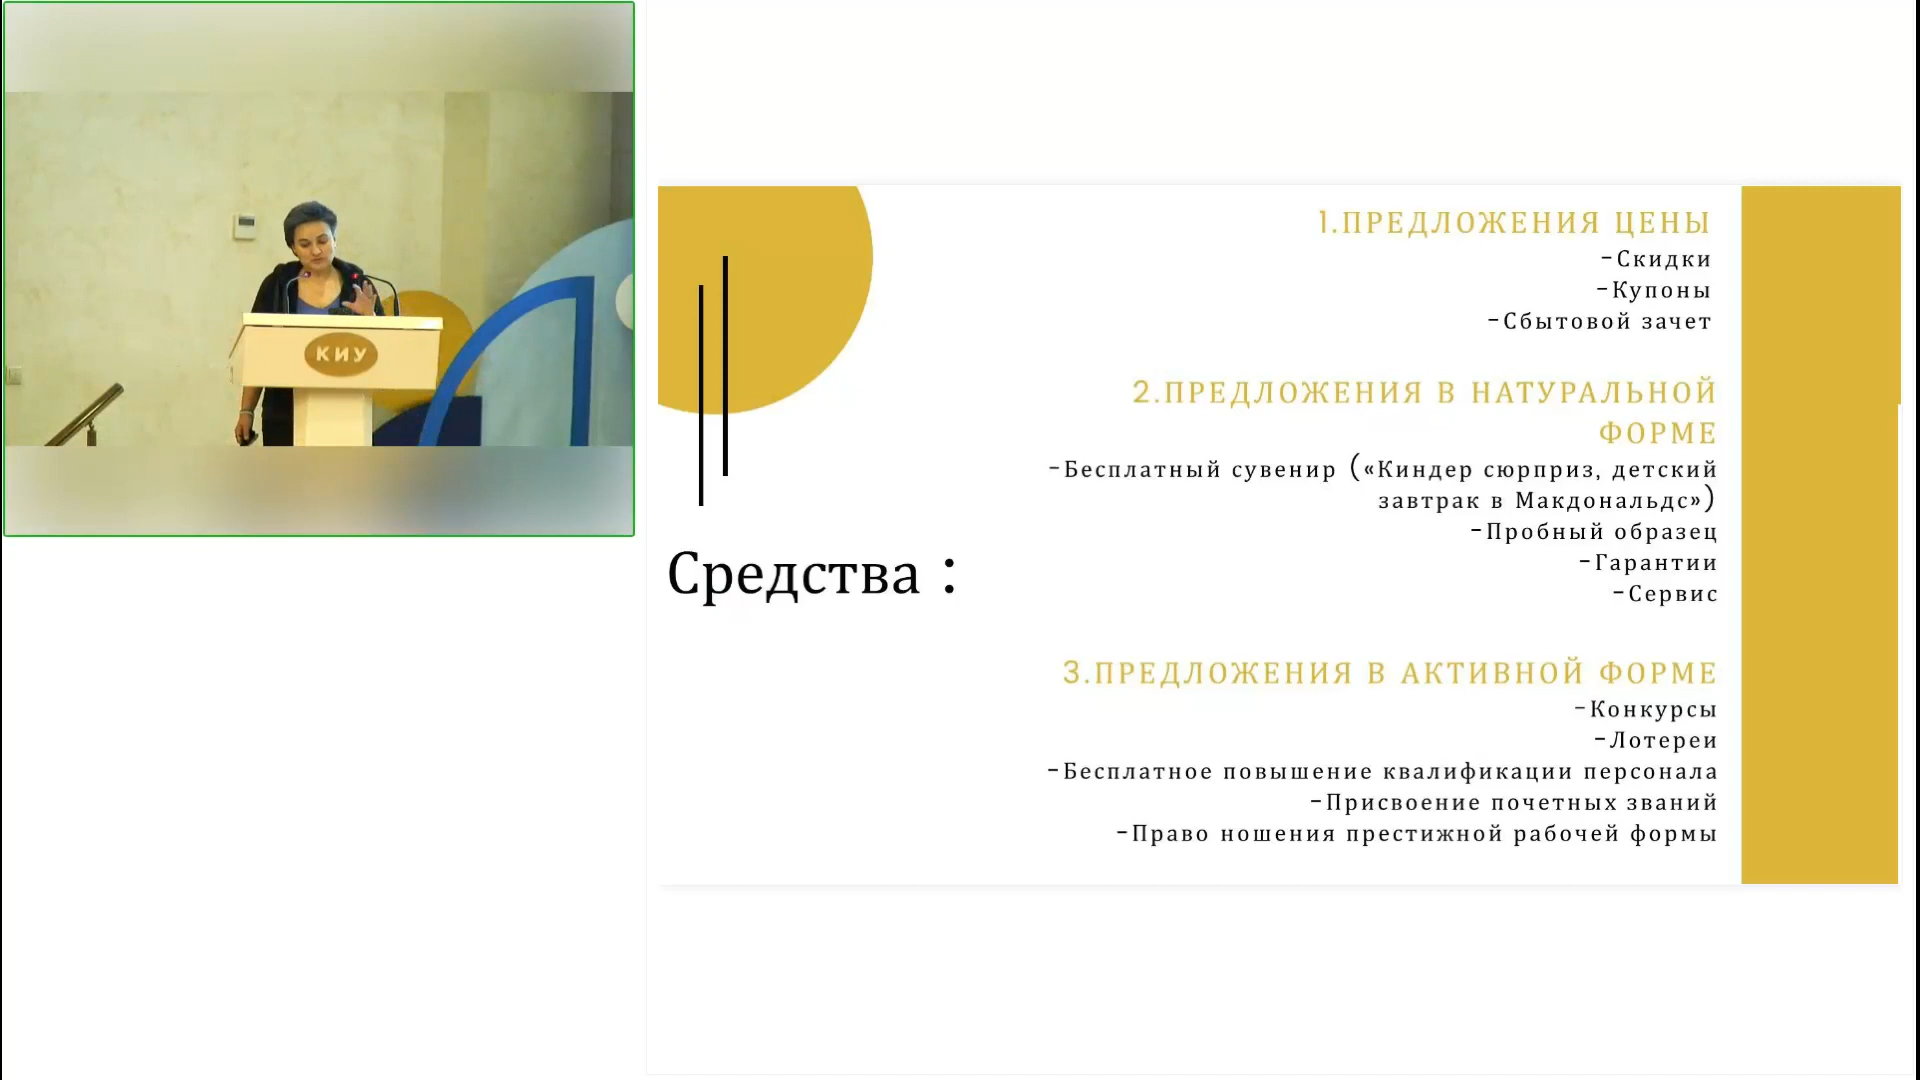 КИУ
Средства :
1.ПРЕДЛОЖЕНИЯ ЦЕНЫ
-Скидки
-Купоны
-Сбытовой зачет
2.ПРЕДЛОЖЕНИЯ В НАТУРАЛЬНОЙ
ФОРМЕ
-Бесплатный сувенир («Киндер сюрприз, детский
завтрак в Макдональдс»)
-Пробный образец
-Гарантии
-Сервис
3.ПРЕДЛОЖЕНИЯ В АКТИВНОЙ ФОРМЕ
-Конкурсы
-Лотереи
-Бесплатное повышение квалификации персонала
-Присвоение почетных званий
-Право ношения престижной рабочей формы